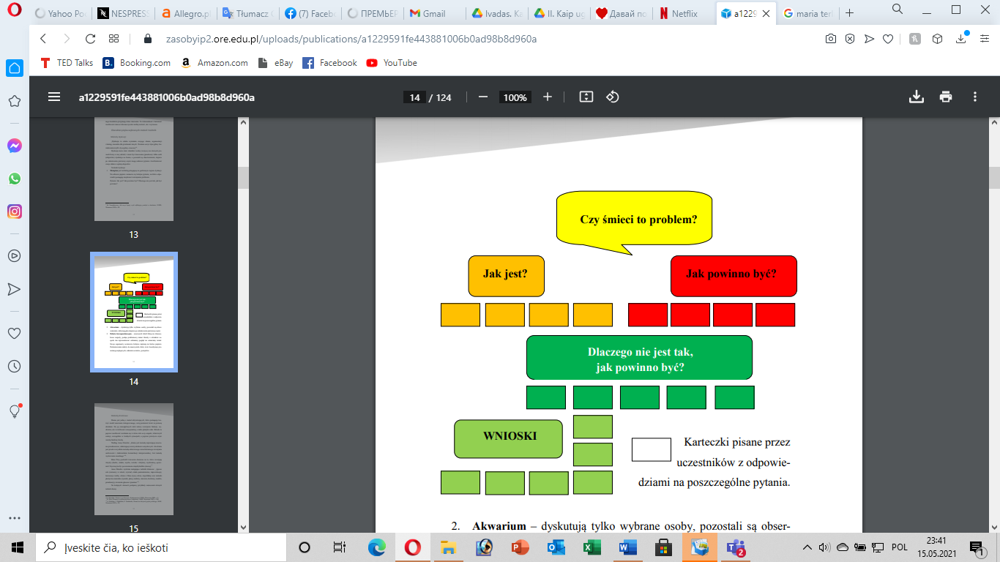 Yahoo Po
NESPRESS
Allegro.pl
Tłumacz
(7) Facebo
ПРЕМЬЕР
Gmail
Ivadas. Ka
II. Kaip ug
Давай по
Netflix
a1229
maria ter
zasobyip2.ore.edu.pl/uploads/publications/a1229591fe443881006b0ad98b8d960a
TED Talks
Booking.com
Amazon.com
eBay
Facebook
YouTube
a1229591fe443881006b0ad98b8d960a
14 / 124
100%
13
14
15
Czy śmieci to problem?
Jak jest?
Jak powinno być?
Dlaczego nie jest tak,
jak powinno być?
WNIOSKI
Karteczki pisane przez
uczestników z odpowie-
dziami na poszczególne pytania.
2. Akwarium – dyskutują tylko wybrane osoby, pozostali są obser-
Įveskite čia, ko ieškoti
POL
23:41
15.05.2021